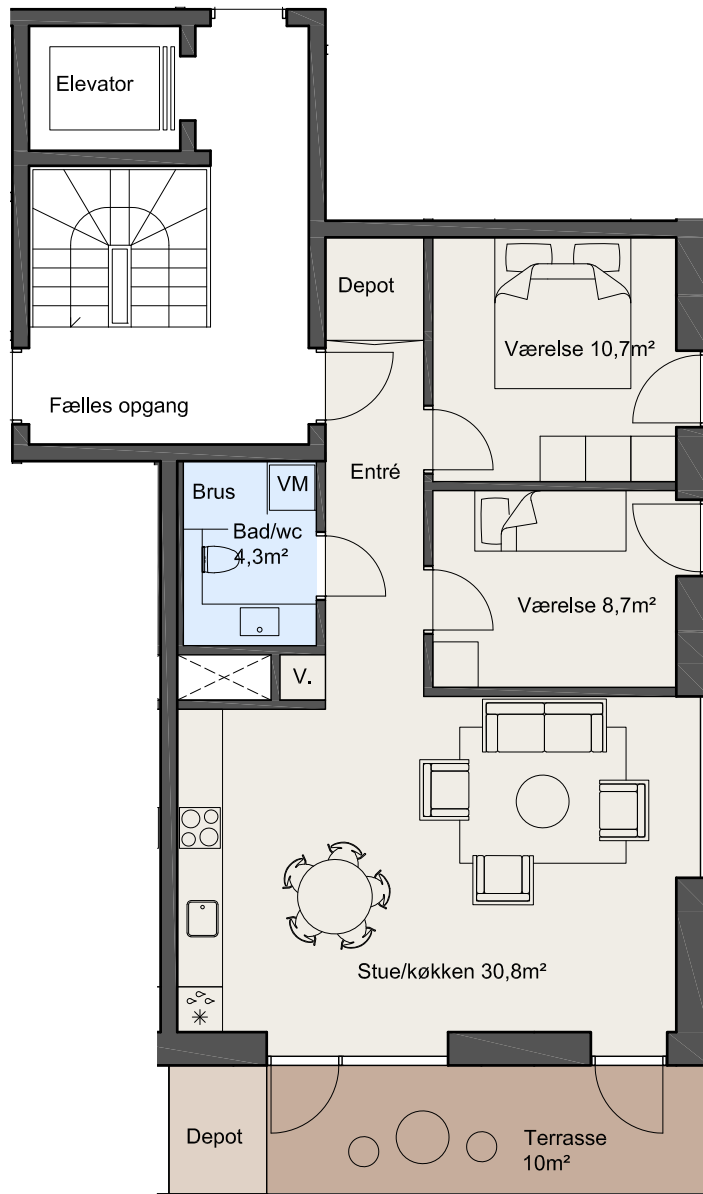 Elevator
Depot
Værelse 10,7m²
Fælles opgang
Entré
Brus
VM
Bad/wc
4,3m²
Værelse 8,7m²
V.
Stue/køkken 30,8m²
Depot
Terrasse
10m²